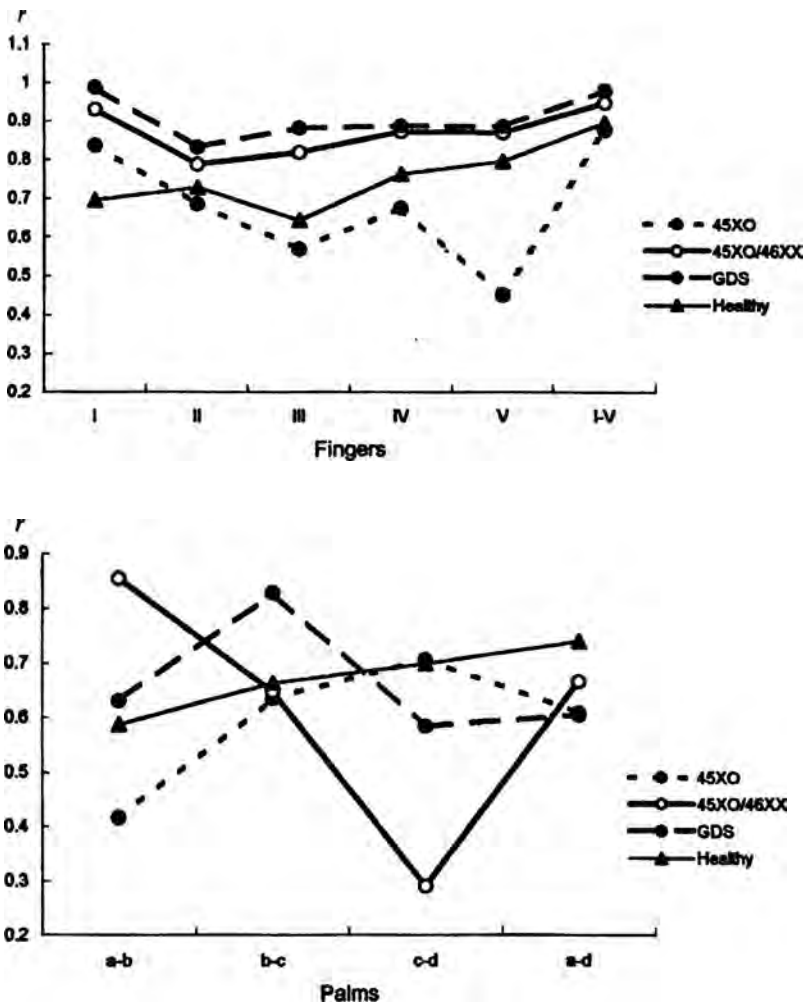 r
1.1
1
0.9
0.8
0.7
0.6
0.5
0.4
0.3
0.2
I II III IV V I-V
Fingers
45XO
45XO/46XX
GDS
Healthy
r
0.9
0.8
0.7
0.6
0.5
0.4
0.3
0.2
a-b b-c c-d a-d
Palms
45XO
45XO/46XX
GDS
Healthy